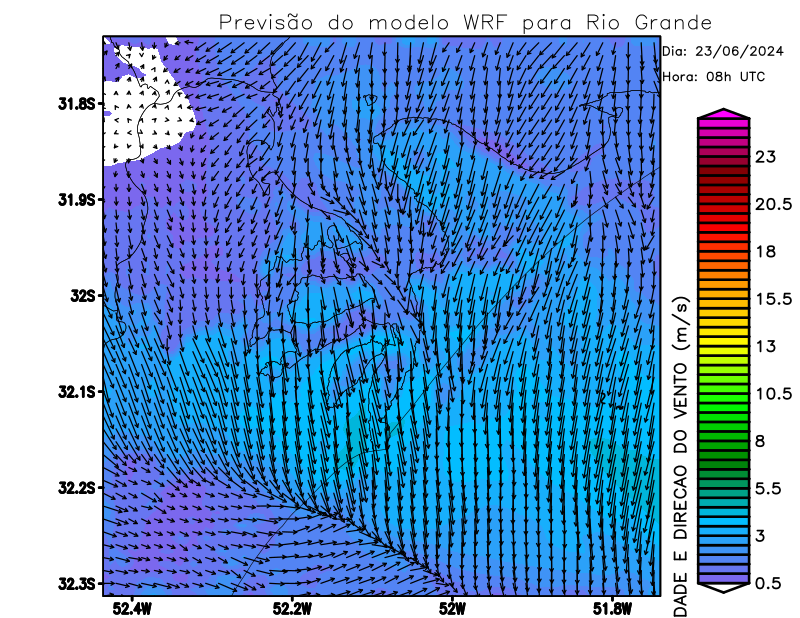 Previsão do modelo WRF para Rio Grande
Dia: 23/06/2024
Hora: 08h UTC
31.8S
31.9S
32S
32.1S
32.2S
32.3S
52.4W
52.2W
52W
51.8W
23
20.5
18
15.5
13
10.5
8
5.5
3
0.5
DADE E DIRECAO DO VENTO (m/s)